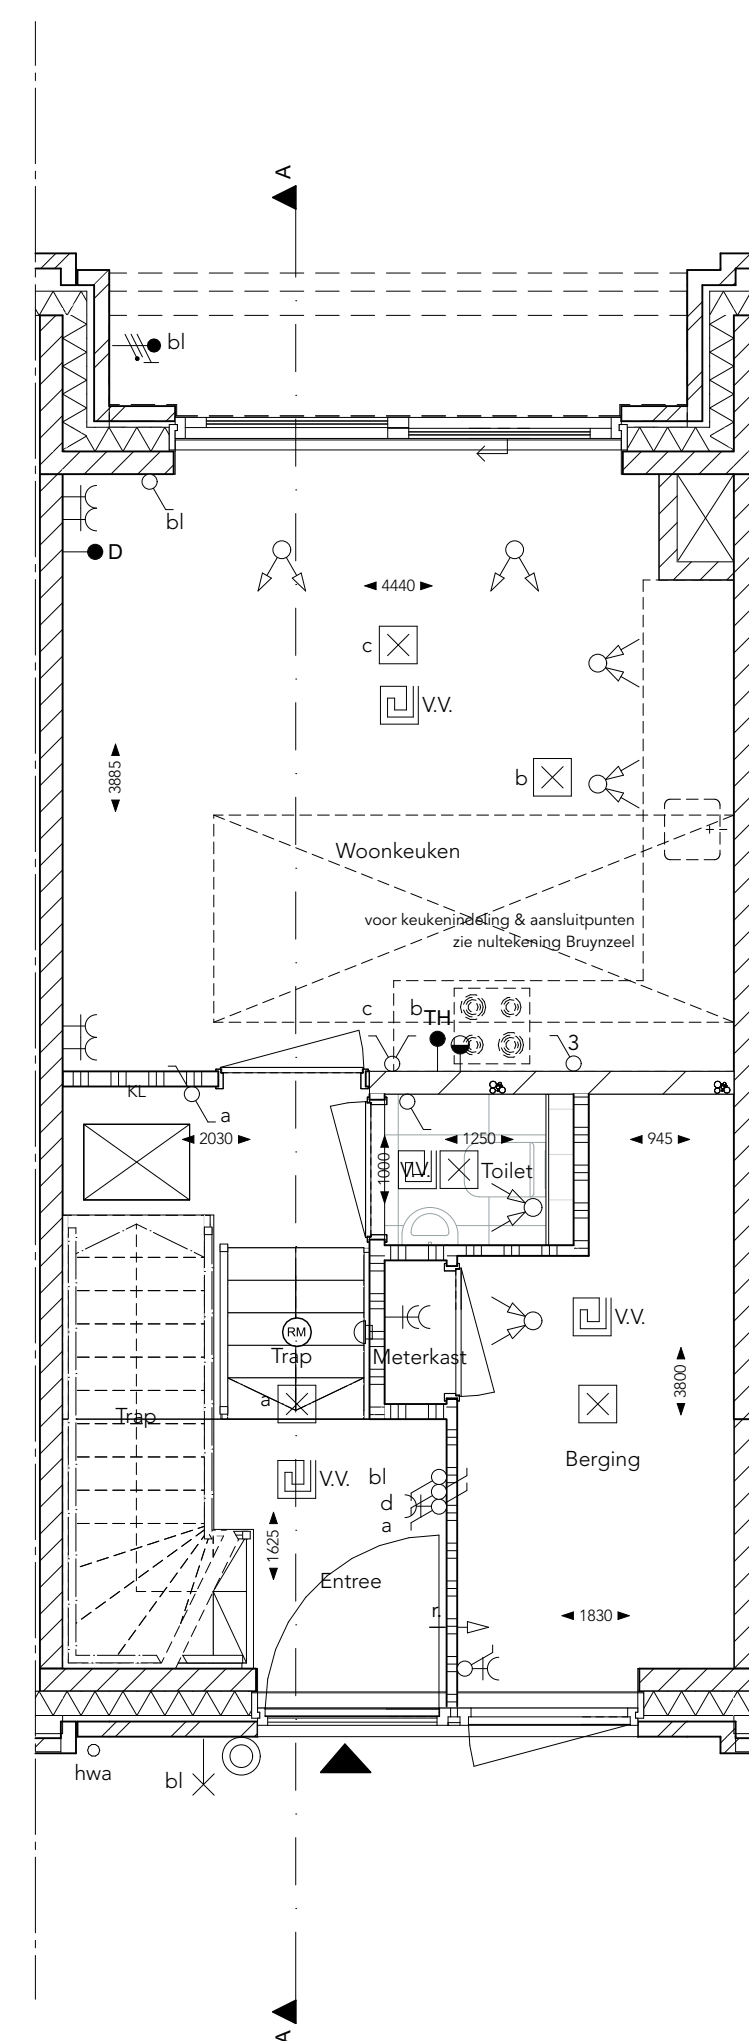 A
bl
bl
D
4440
c
V.V.
3885
b
Woonkeuken
voor keukenindeling & aansluitpunten
zie nultekening Bruynzeel
c
b
TH
3
KL
a
2030
1250
945
1000
V.V.
Toilet
RM
V.V.
Trap
Meterkast
3800
a
Trap
Berging
V.V.
bl
d
a
1625
Entree
r.
1830
hwa
bl
A